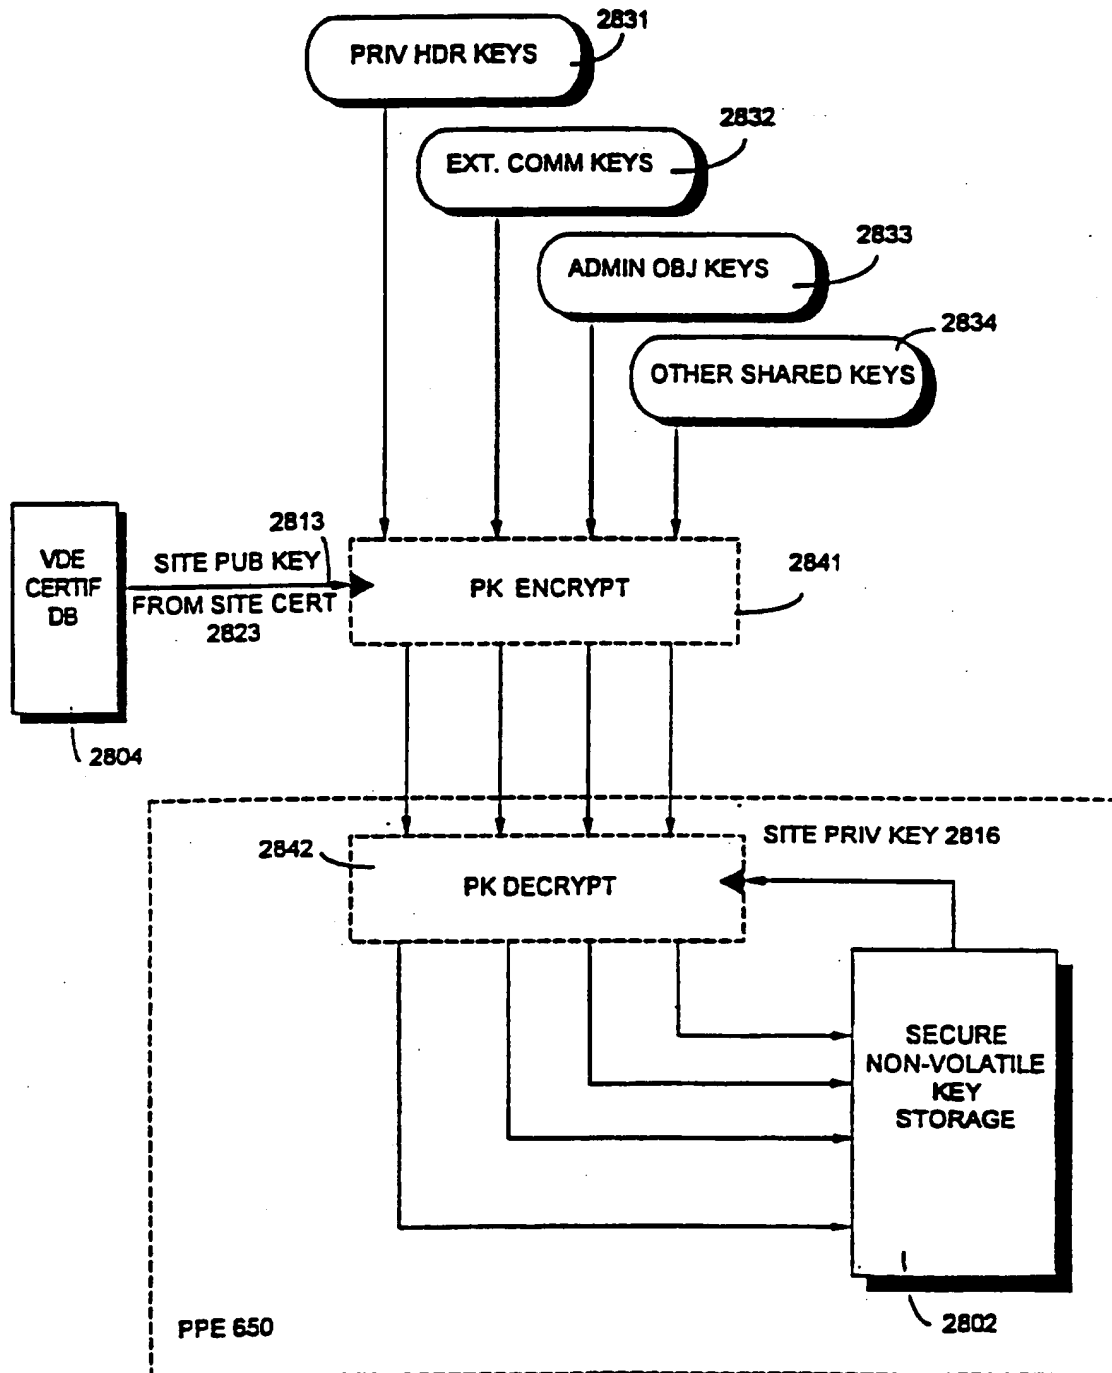 2831
PRIV HDR KEYS
2832
EXT. COMM KEYS
2833
ADMIN OBJ KEYS
2834
OTHER SHARED KEYS
2813
VDE
CERTIF
DB
SITE PUB KEY
FROM SITE CERT
2823
PK ENCRYPT
2841
2804
2842
SITE PRIV KEY 2816
PK DECRYPT
SECURE
NON-VOLATILE
KEY
STORAGE
2802
PPE 650